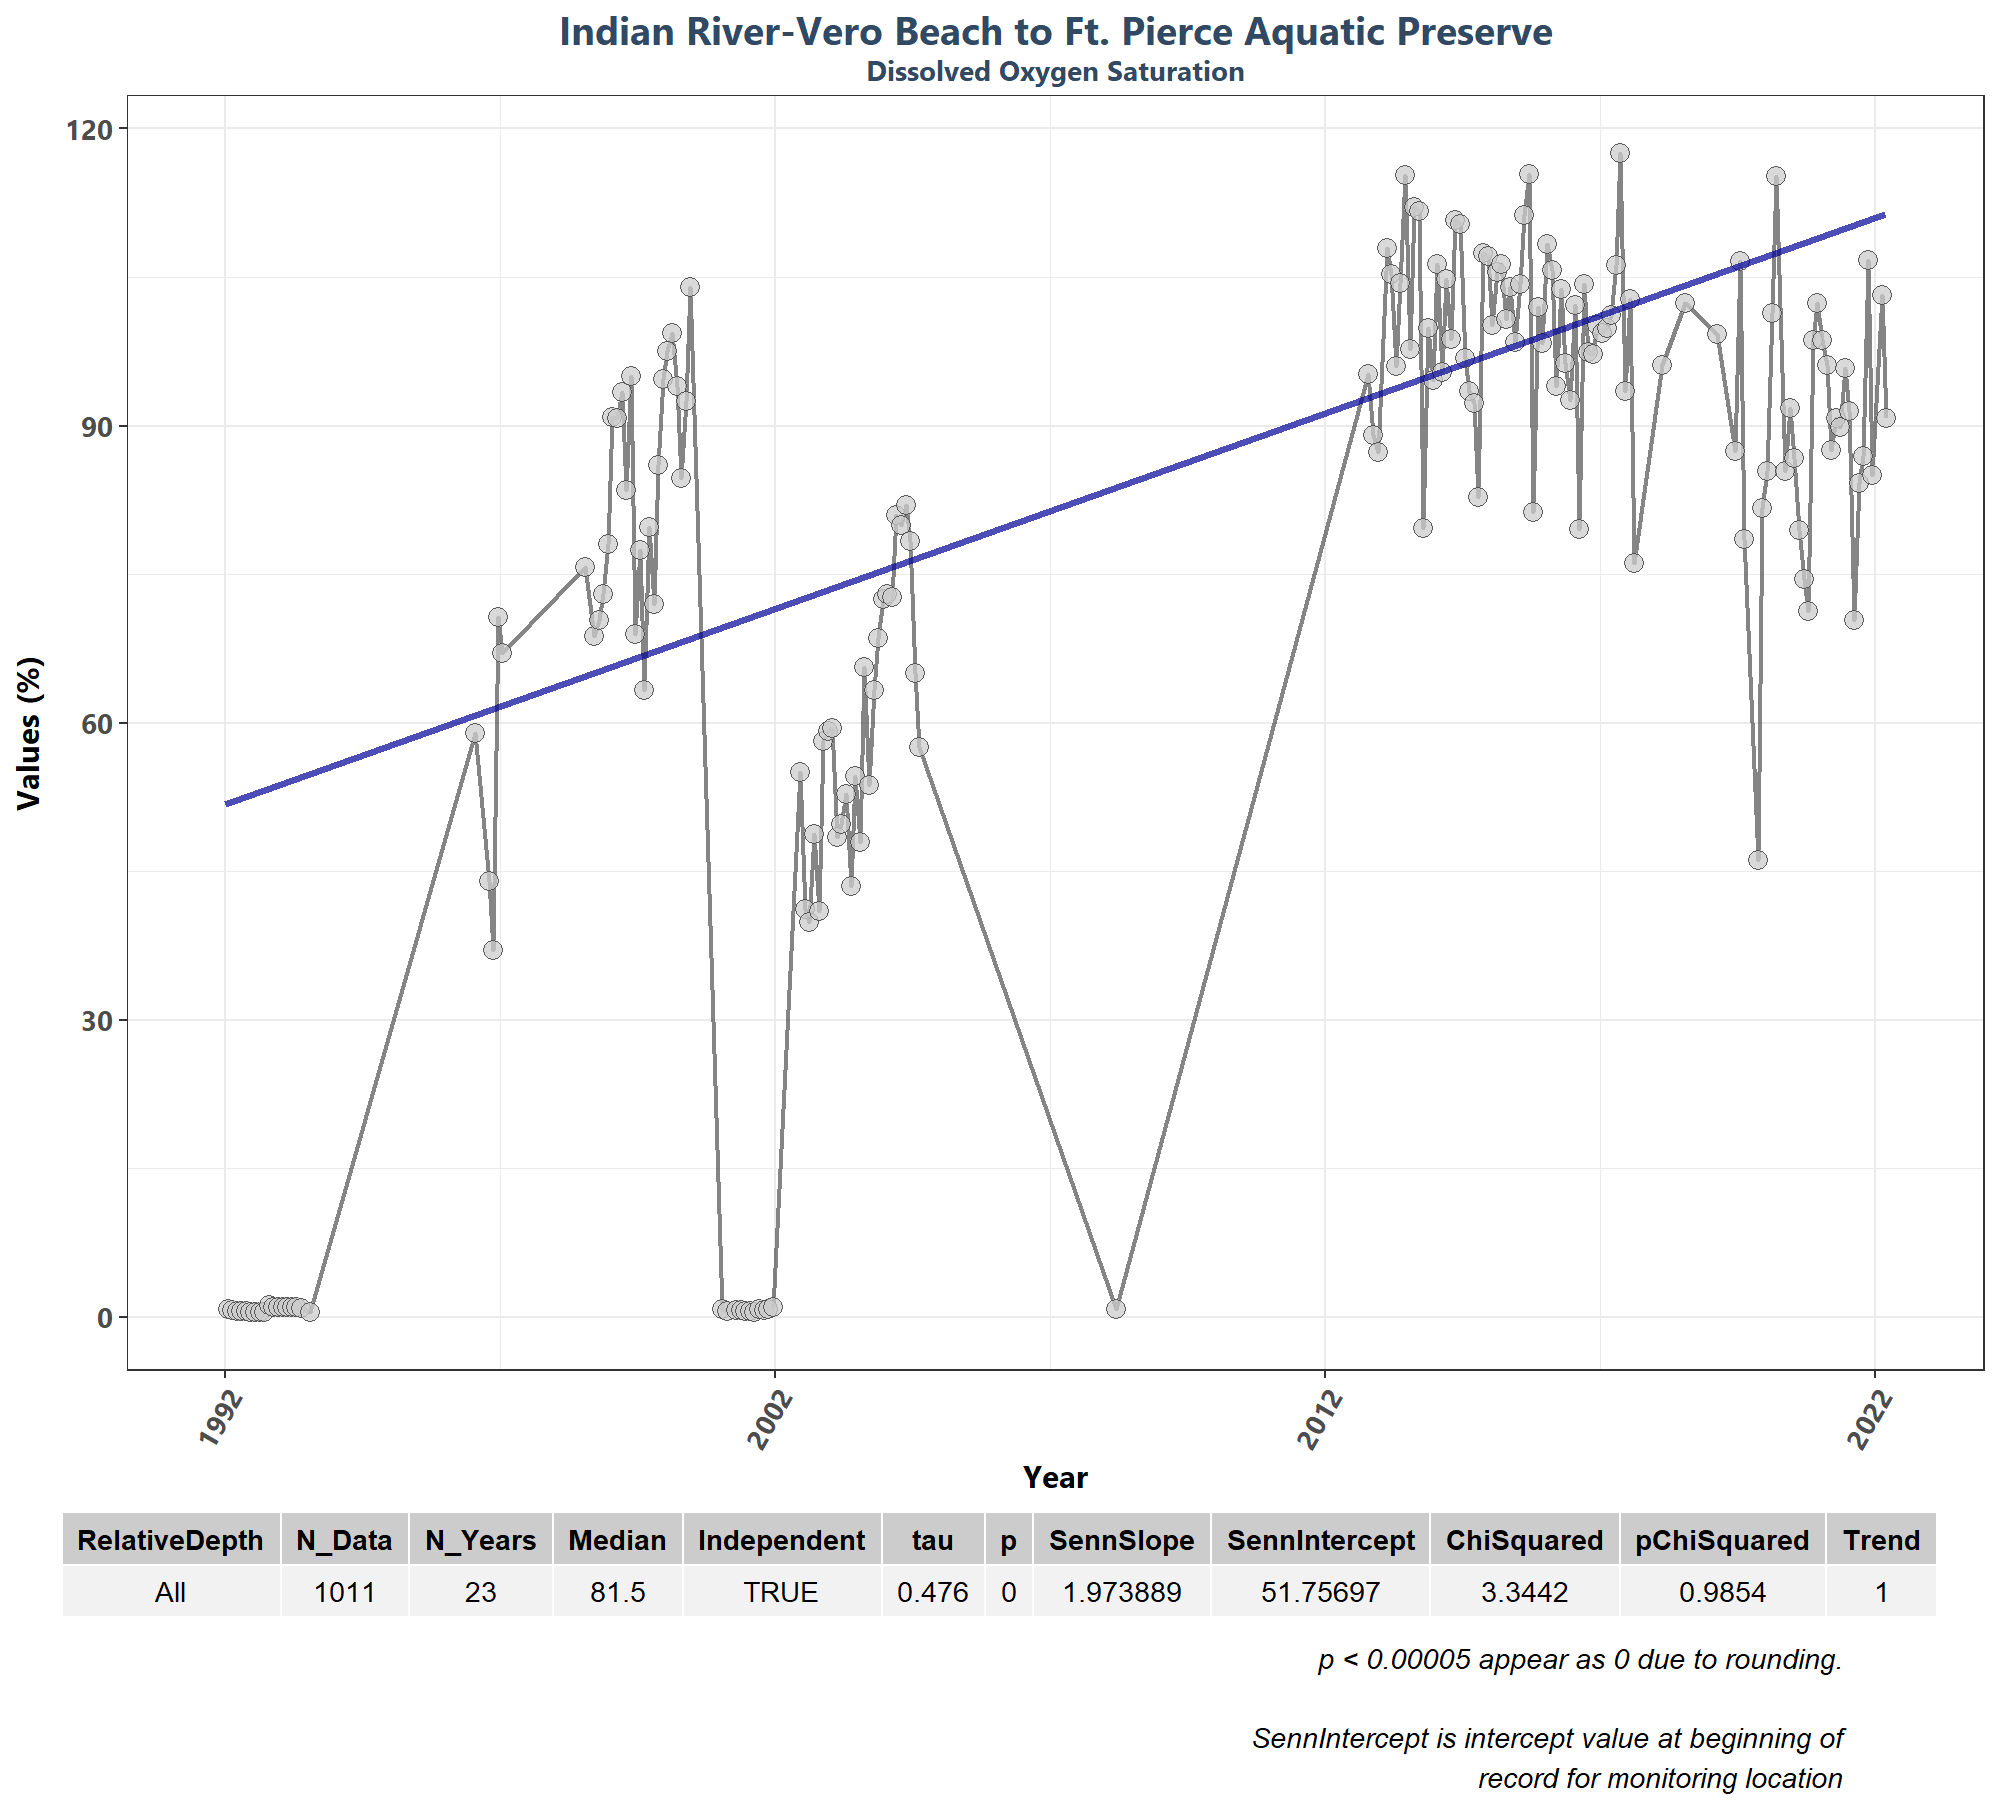 Indian River-Vero Beach to Ft. Pierce Aquatic Preserve
Dissolved Oxygen Saturation
120
90
60
30
0
Values (%)
1992
2002
2012
2022
Year
RelativeDepth N_Data N_Years Median Independent tau p SennSlope SennIntercept ChiSquared pChiSquared Trend
All 1011 23 81.5 TRUE 0.476 0 1.973889 51.75697 3.3442 0.9854 1
p < 0.00005 appear as 0 due to rounding.
SennIntercept is intercept value at beginning of
record for monitoring location